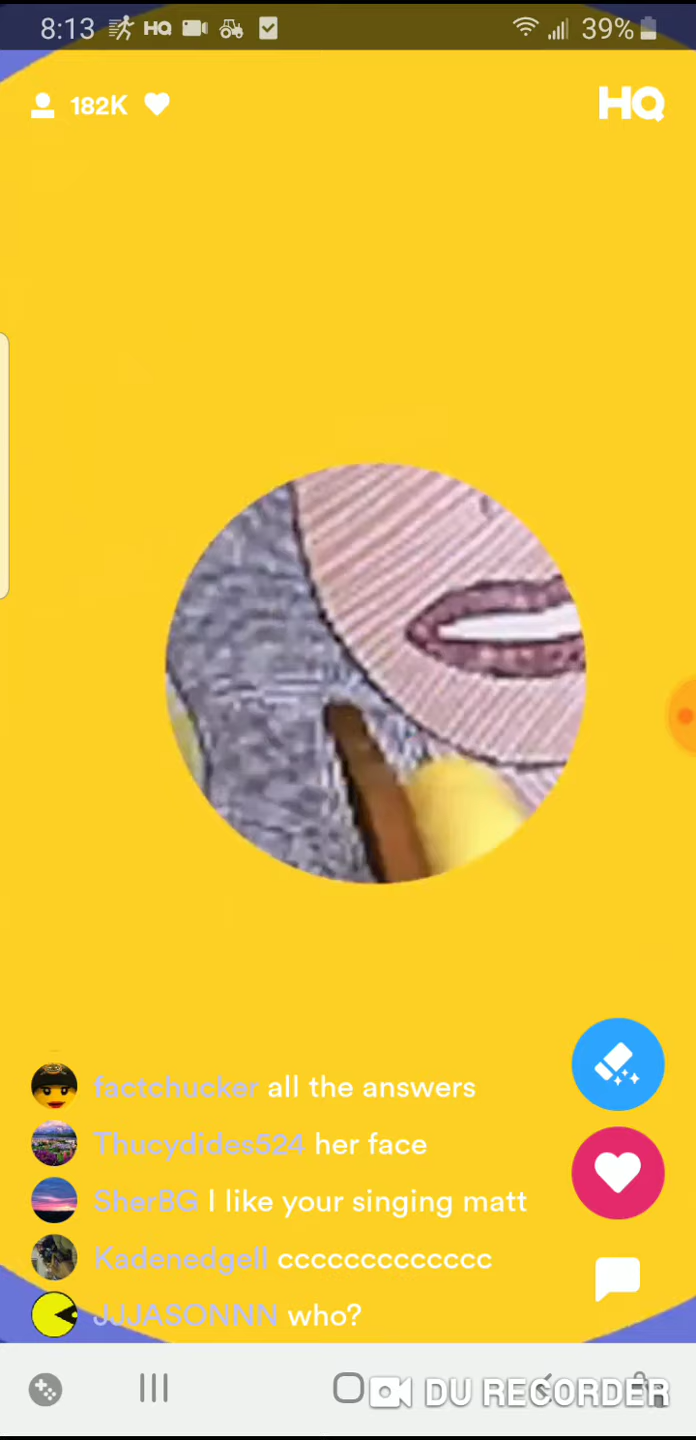 8:13 HQ 39%
182K HQ
factchucker all the answers
Thucydides524 her face
SherBG I like your singing matt
Kadenedgell ccccccccccccc
JJJASONNN who?
DU RECORDER